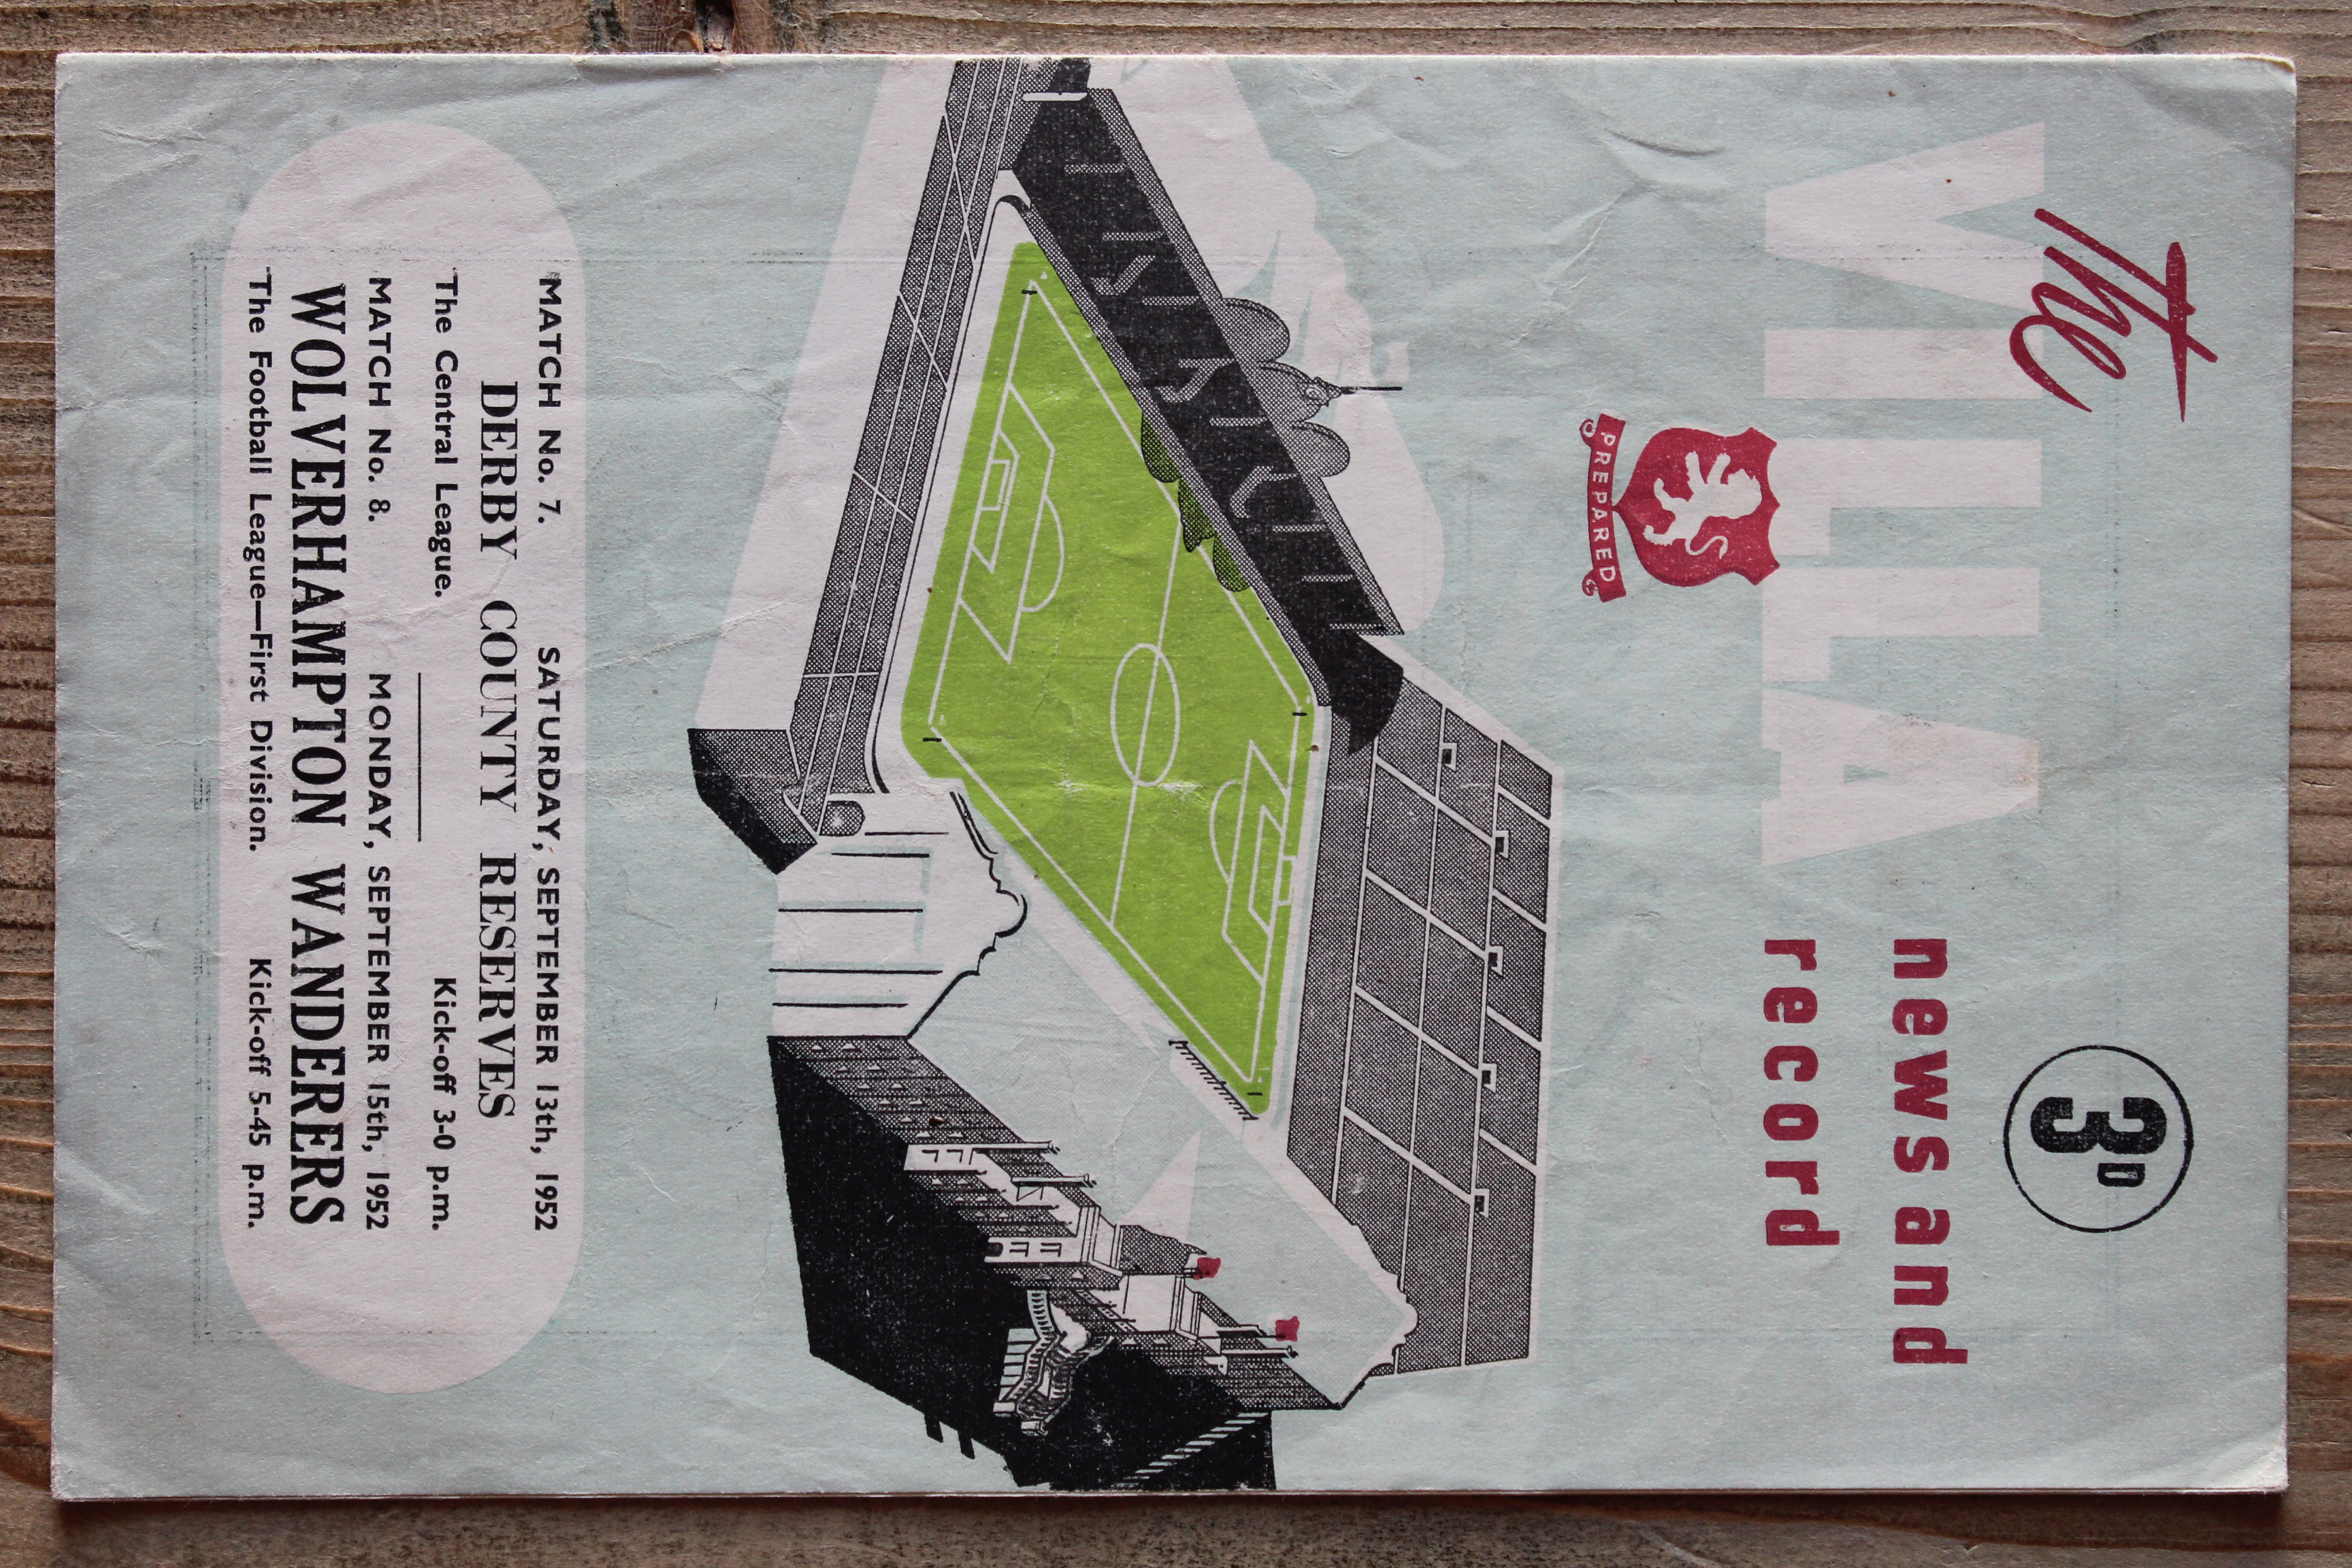 The
VILLA
news and
record
3D
PREPARED
MATCH No. 7. SATURDAY, SEPTEMBER 13th, 1952
DERBY COUNTY RESERVES
The Central League. Kick-off 3-0 p.m.
MATCH No. 8. MONDAY, SEPTEMBER 15th, 1952
WOLVERHAMPTON WANDERERS
The Football League—First Division. Kick-off 5-45 p.m.